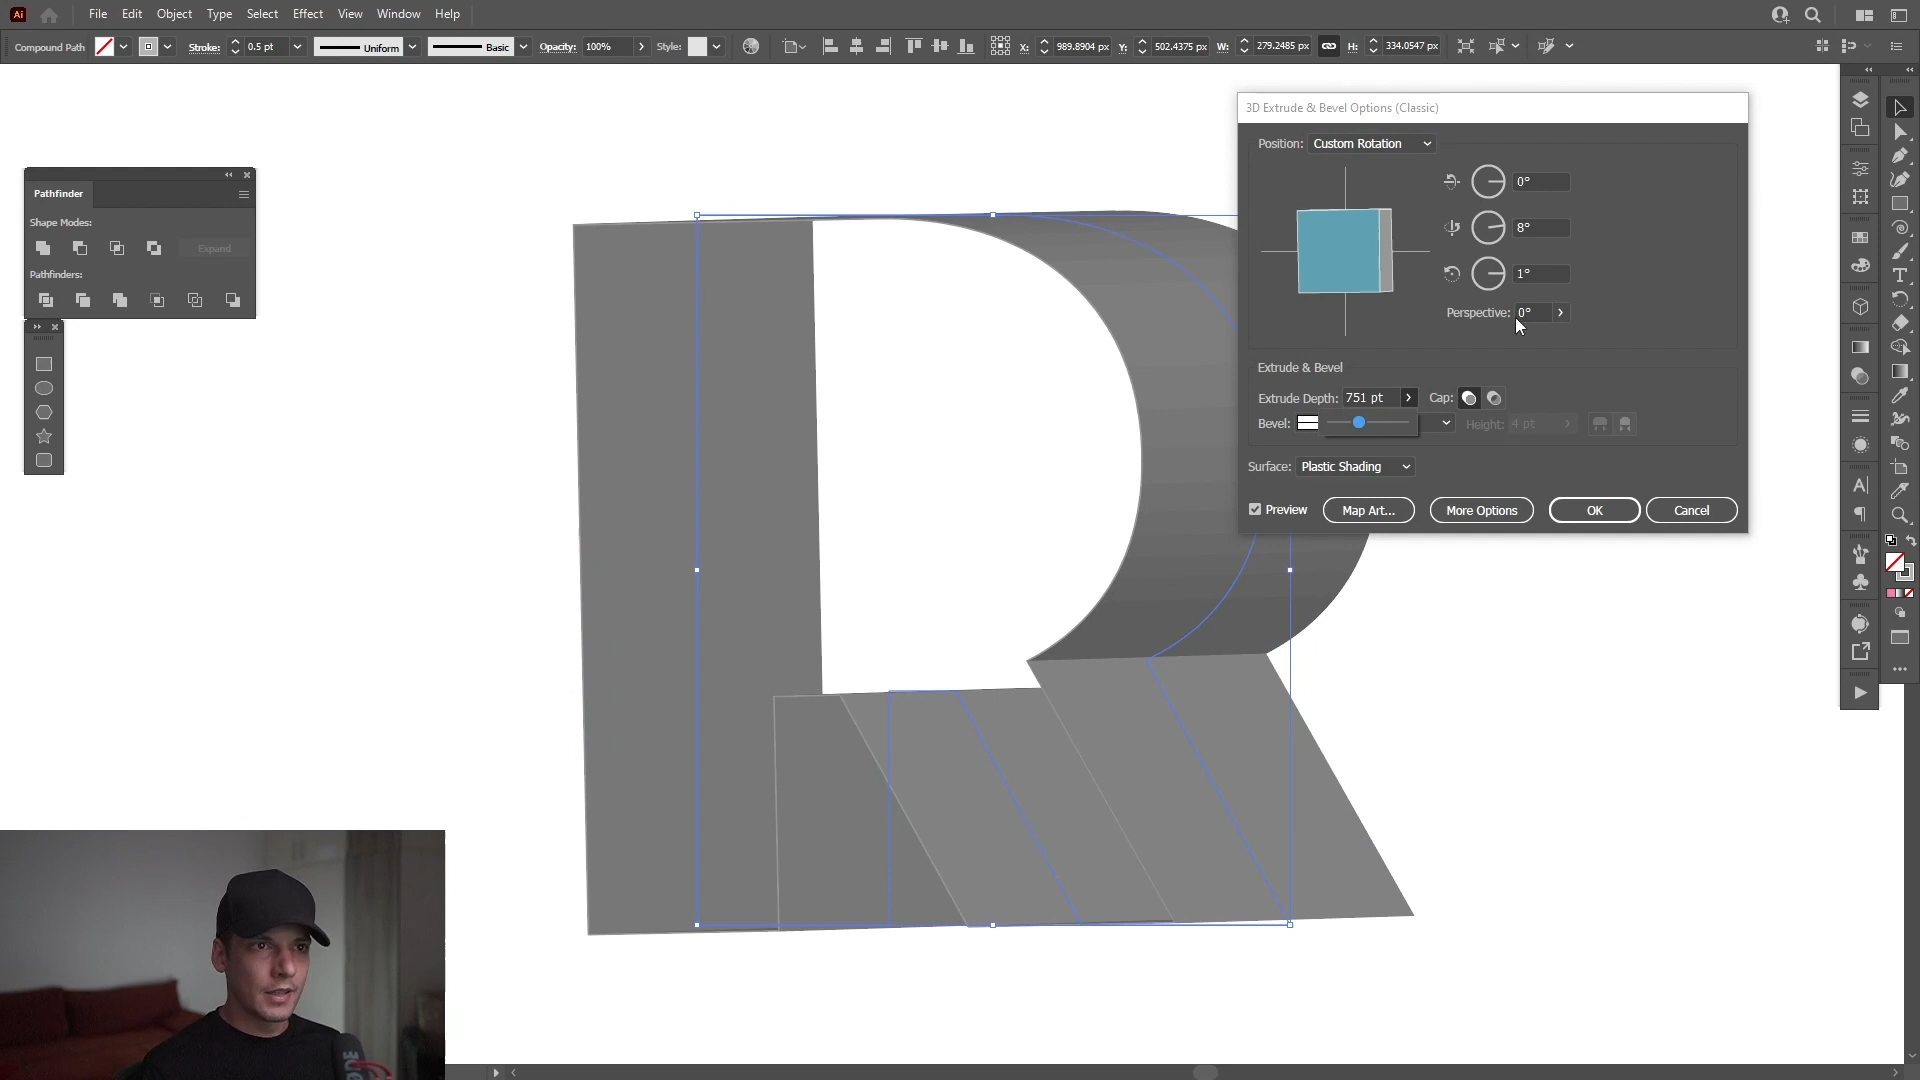 Ai File Edit Object Type Select Effect View Window Help
Compound Path Stroke: 0.5 pt Uniform Basic Opacity: 100% Style: X: 989.8904 px Y: 502.4375 px W: 279.2485 px H: 334.0547 px
3D Extrude & Bevel Options (Classic)
Position: Custom Rotation
0°
8°
1°
Perspective: 0°
Extrude & Bevel
Extrude Depth: 751 pt Cap:
Bevel: Height: 4 pt
Surface: Plastic Shading
Preview Map Art... More Options OK Cancel
Pathfinder
Shape Modes:
Expand
Pathfinders: